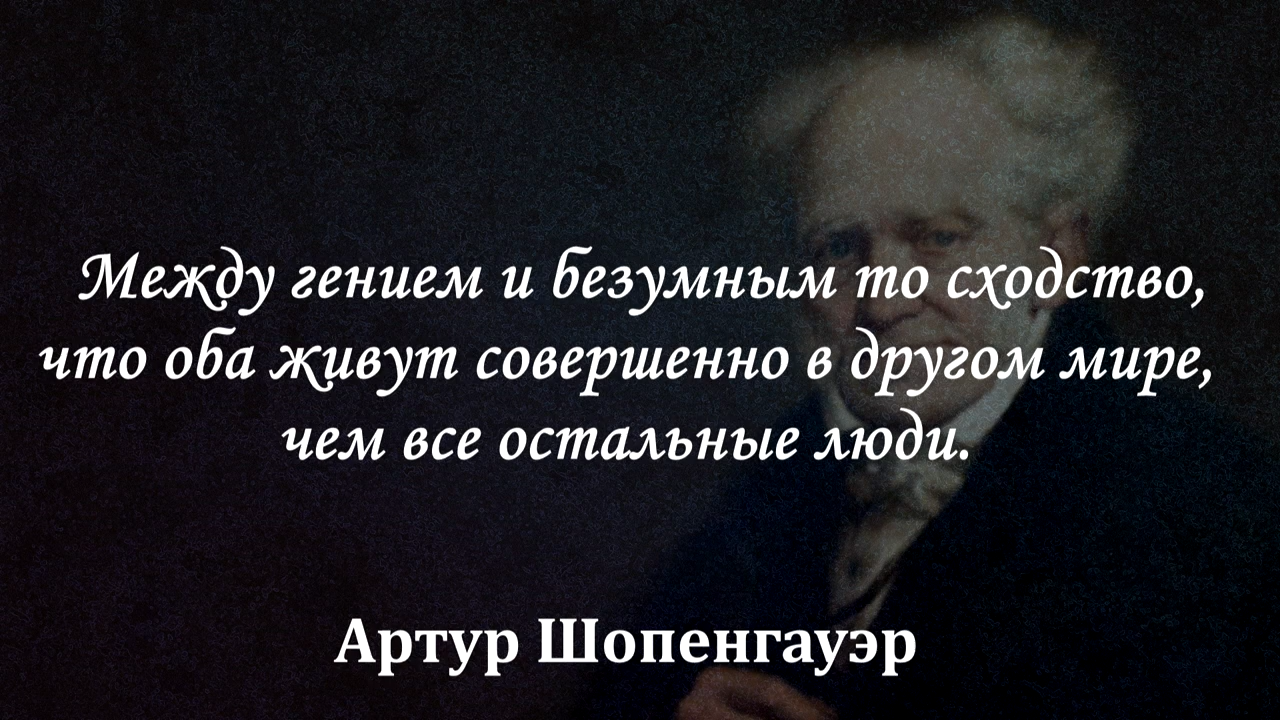 Между гением и безумным то сходство,
что оба живут совершенно в другом мире,
чем все остальные люди.
Артур Шопенгауэр